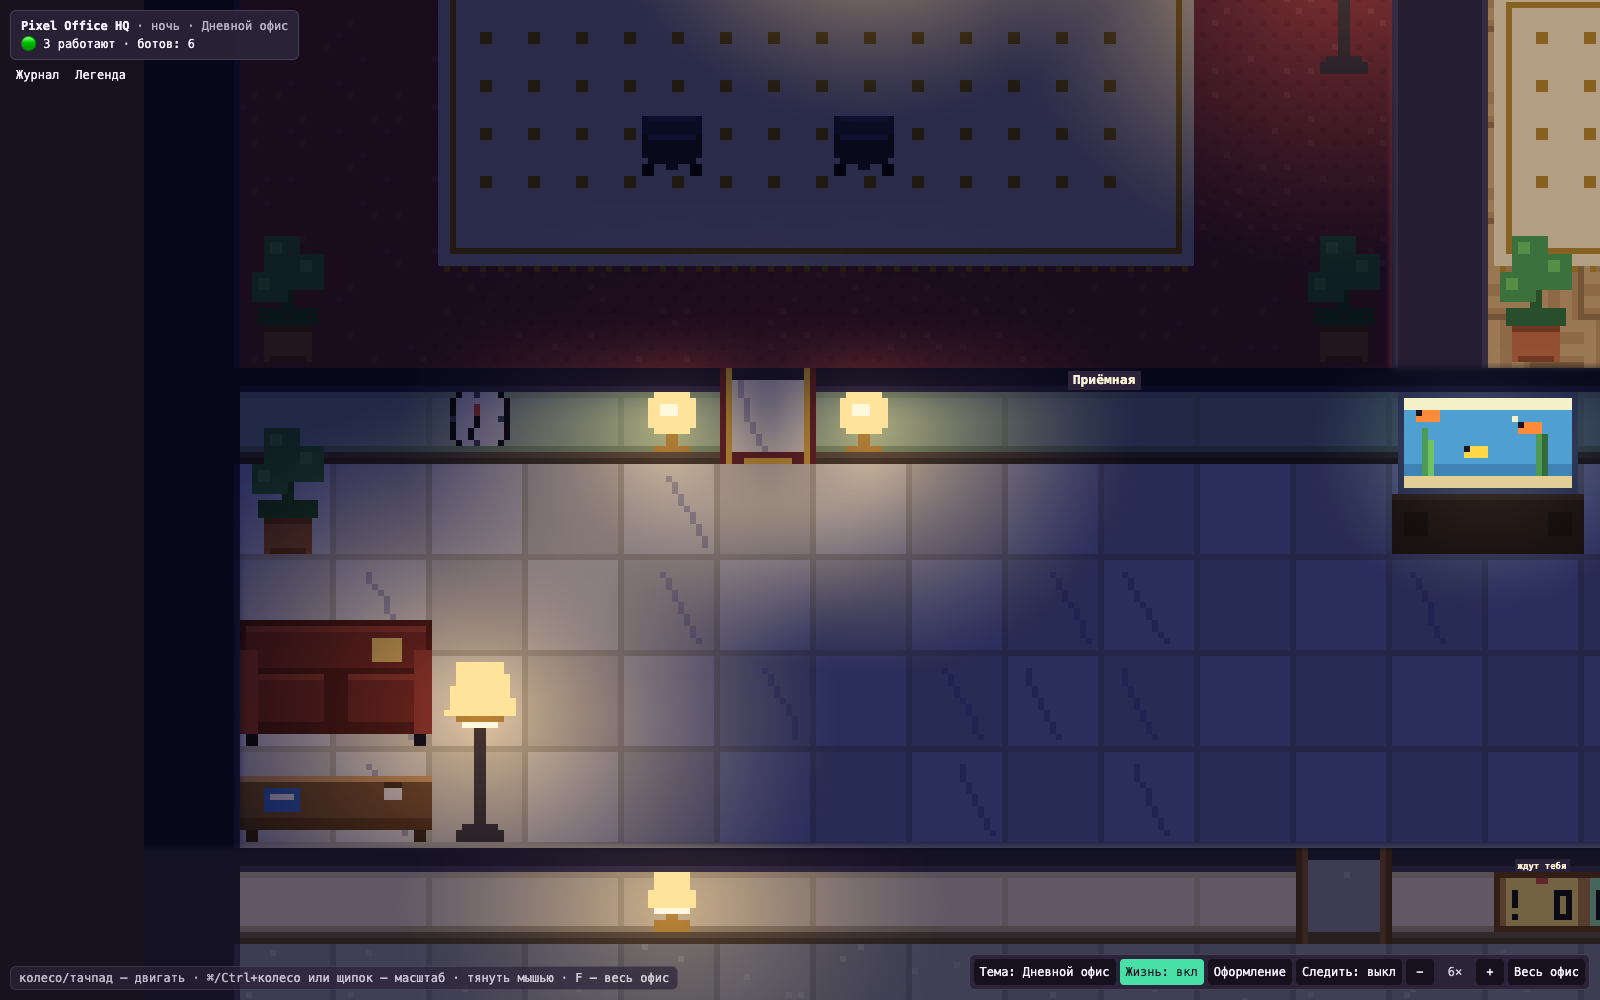 Pixel Office HQ · ночь · Дневной офис
3 работают · ботов: 6
Журнал Легенда
Приёмная
ждут тебя
! 0
колесо/тачпад — двигать · ⌘/Ctrl+колесо или щипок — масштаб · тянуть мышью · F — весь офис
Тема: Дневной офис Жизнь: вкл Оформление Следить: выкл − 6× + Весь офис